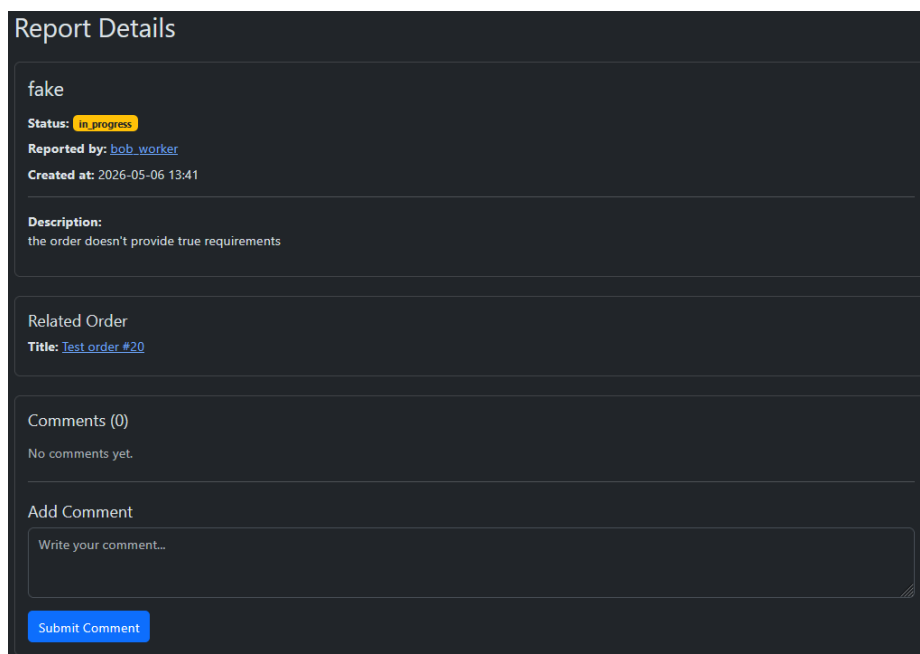 Report Details
fake
Status: in_progress
Reported by: bob_worker
Created at: 2026-05-06 13:41
Description:
the order doesn't provide true requirements
Related Order
Title: Test order #20
Comments (0)
No comments yet.
Add Comment
Write your comment...
Submit Comment